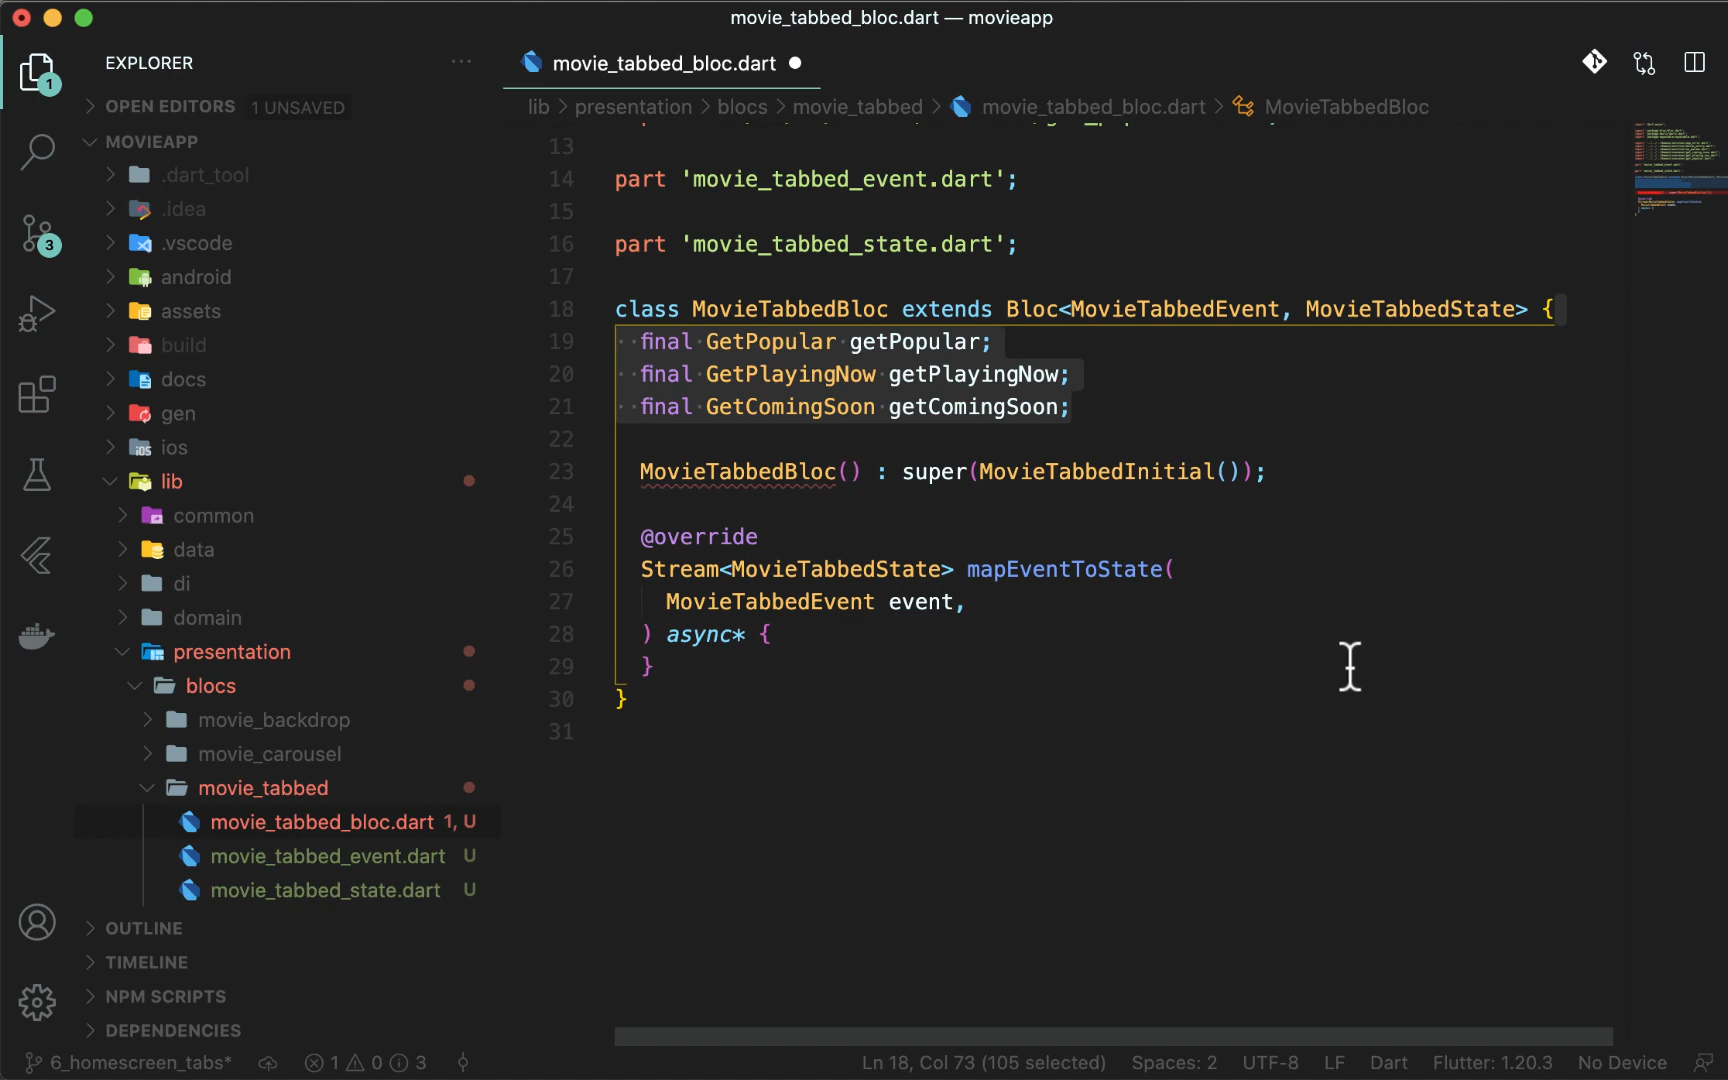 movie_tabbed_bloc.dart — movieapp
EXPLORER
movie_tabbed_bloc.dart
1
OPEN EDITORS 1 UNSAVED
lib > presentation > blocs > movie_tabbed > movie_tabbed_bloc.dart > MovieTabbedBloc
MOVIEAPP
.dart_tool
.idea
.vscode
3
android
assets
build
docs
gen
ios
lib
common
data
di
domain
presentation
blocs
movie_backdrop
movie_carousel
movie_tabbed
movie_tabbed_bloc.dart 1, U
movie_tabbed_event.dart U
movie_tabbed_state.dart U
OUTLINE
TIMELINE
NPM SCRIPTS
DEPENDENCIES
13
14 part 'movie_tabbed_event.dart';
15
16 part 'movie_tabbed_state.dart';
17
18 class MovieTabbedBloc extends Bloc<MovieTabbedEvent, MovieTabbedState> {
19 ··final·GetPopular·getPopular;
20 ··final·GetPlayingNow·getPlayingNow;
21 ··final·GetComingSoon·getComingSoon;
22
23 MovieTabbedBloc() : super(MovieTabbedInitial());
24
25 @override
26 Stream<MovieTabbedState> mapEventToState(
27 MovieTabbedEvent event,
28 ) async* {
29 }
30 }
31
6_homescreen_tabs* 1 0 3 Ln 18, Col 73 (105 selected) Spaces: 2 UTF-8 LF Dart Flutter: 1.20.3 No Device